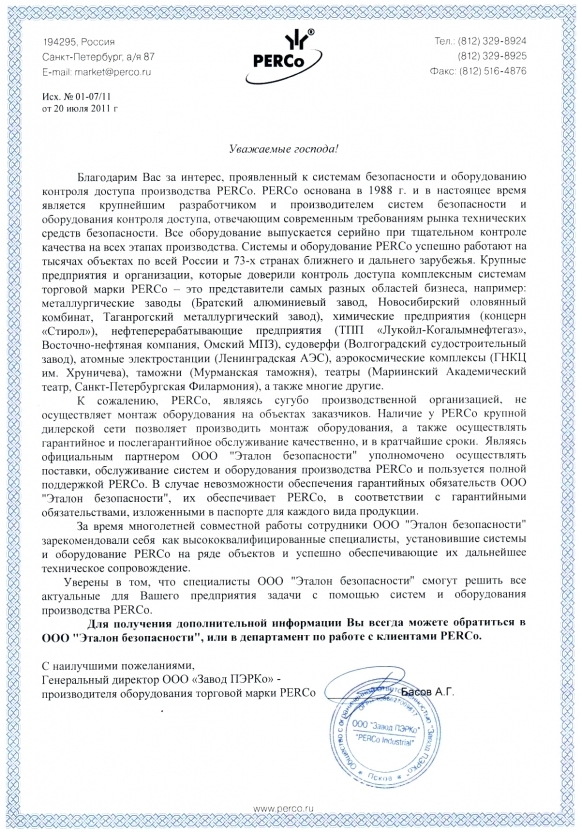 194295, Россия
Санкт-Петербург, а/я 87
E-mail: market@perco.ru
PERCo
Тел.: (812) 329-8924
(812) 329-8925
Факс: (812) 516-4876
Исх. № 01-07/11
от 20 июля 2011 г
Уважаемые господа!
Благодарим Вас за интерес, проявленный к системам безопасности и оборудованию
контроля доступа производства PERCo. PERCo основана в 1988 г. и в настоящее время
является крупнейшим разработчиком и производителем систем безопасности и
оборудования контроля доступа, отвечающим современным требованиям рынка технических
средств безопасности. Все оборудование выпускается серийно при тщательном контроле
качества на всех этапах производства. Системы и оборудование PERCo успешно работают на
тысячах объектах по всей России и 73-х странах ближнего и дальнего зарубежья. Крупные
предприятия и организации, которые доверили контроль доступа комплексным системам
торговой марки PERCo – это представители самых разных областей бизнеса, например:
металлургические заводы (Братский алюминиевый завод, Новосибирский оловянный
комбинат, Таганрогский металлургический завод), химические предприятия (концерн
«Стирол»), нефтеперерабатывающие предприятия (ТПП «Лукойл-Когалымнефтегаз»,
Восточно-нефтяная компания, Омский МПЗ), судоверфи (Волгоградский судостроительный
завод), атомные электростанции (Ленинградская АЭС), аэрокосмические комплексы (ГНКЦ
им. Хруничева), таможни (Мурманская таможня), театры (Мариинский Академический
театр, Санкт-Петербургская Филармония), а также многие другие.
К сожалению, PERCo, являясь сугубо производственной организацией, не
осуществляет монтаж оборудования на объектах заказчиков. Наличие у PERCo крупной
дилерской сети позволяет производить монтаж оборудования, а также осуществлять
гарантийное и послегарантийное обслуживание качественно, и в кратчайшие сроки. Являясь
официальным партнером ООО "Эталон безопасности" уполномочено осуществлять
поставки, обслуживание систем и оборудования производства PERCo и пользуется полной
поддержкой PERCo. В случае невозможности обеспечения гарантийных обязательств ООО
"Эталон безопасности", их обеспечивает PERCo, в соответствии с гарантийными
обязательствами, изложенными в паспорте для каждого вида продукции.
За время многолетней совместной работы сотрудники ООО "Эталон безопасности"
зарекомендовали себя как высококвалифицированные специалисты, установившие системы
и оборудование PERCo на ряде объектов и успешно обеспечивающие их дальнейшее
техническое сопровождение.
Уверены в том, что специалисты ООО "Эталон безопасности" смогут решить все
актуальные для Вашего предприятия задачи с помощью систем и оборудования
производства PERCo.
Для получения дополнительной информации Вы всегда можете обратиться в
ООО "Эталон безопасности", или в департамент по работе с клиентами PERCo.
С наилучшими пожеланиями,
Генеральный директор ООО «Завод ПЭРКо» -
производителя оборудования торговой марки PERCo
Басов А.Г.
Общество с ограниченной ответственностью "Завод ПЭРКо"
ООО "Завод ПЭРКо"
"PERCo Industrial"
Псков
www.perco.ru